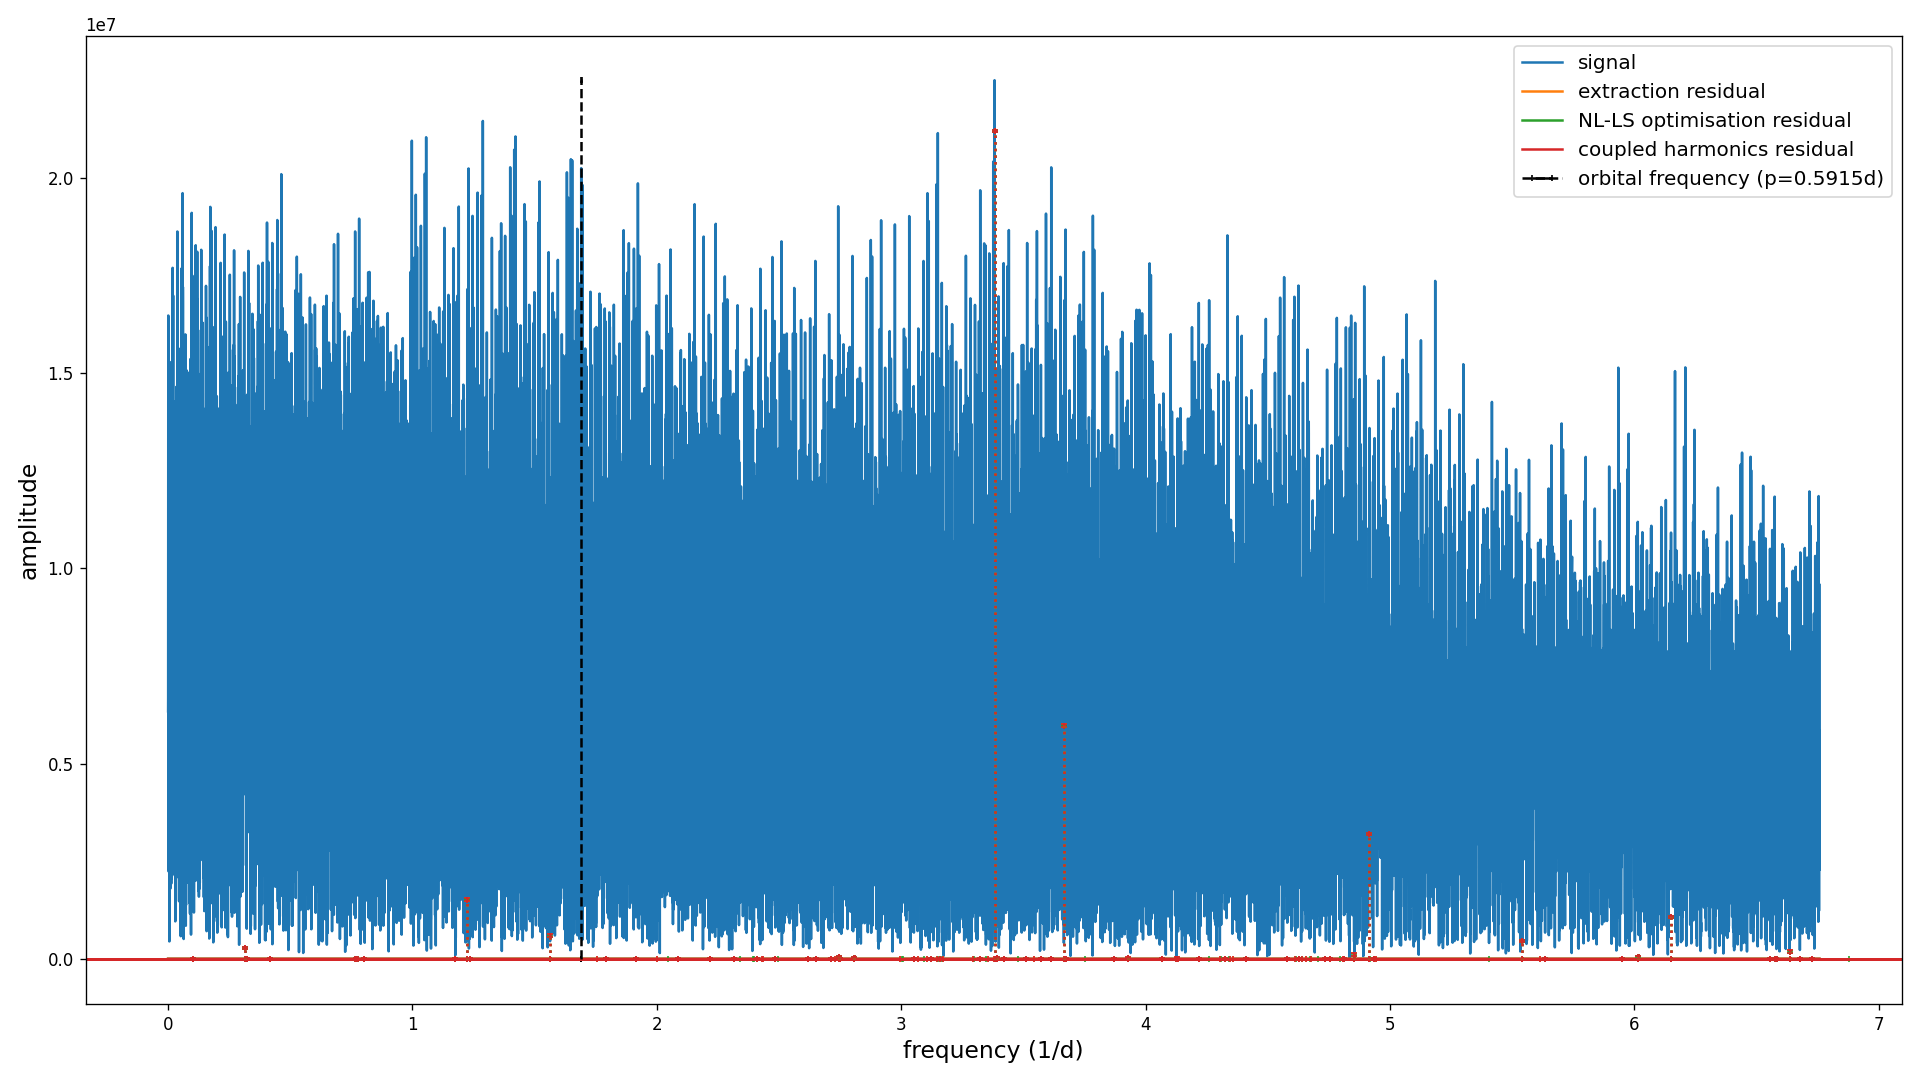 1e7
signal
extraction residual
NL-LS optimisation residual
coupled harmonics residual
orbital frequency (p=0.5915d)
2.0
1.5
1.0
0.5
0.0
amplitude
0 1 2 3 4 5 6 7
frequency (1/d)